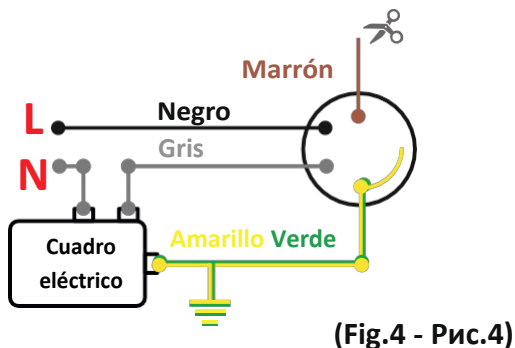 Marrón
L
Negro
N
Gris
Amarillo Verde
Cuadro
eléctrico
(Fig.4 - Рис.4)